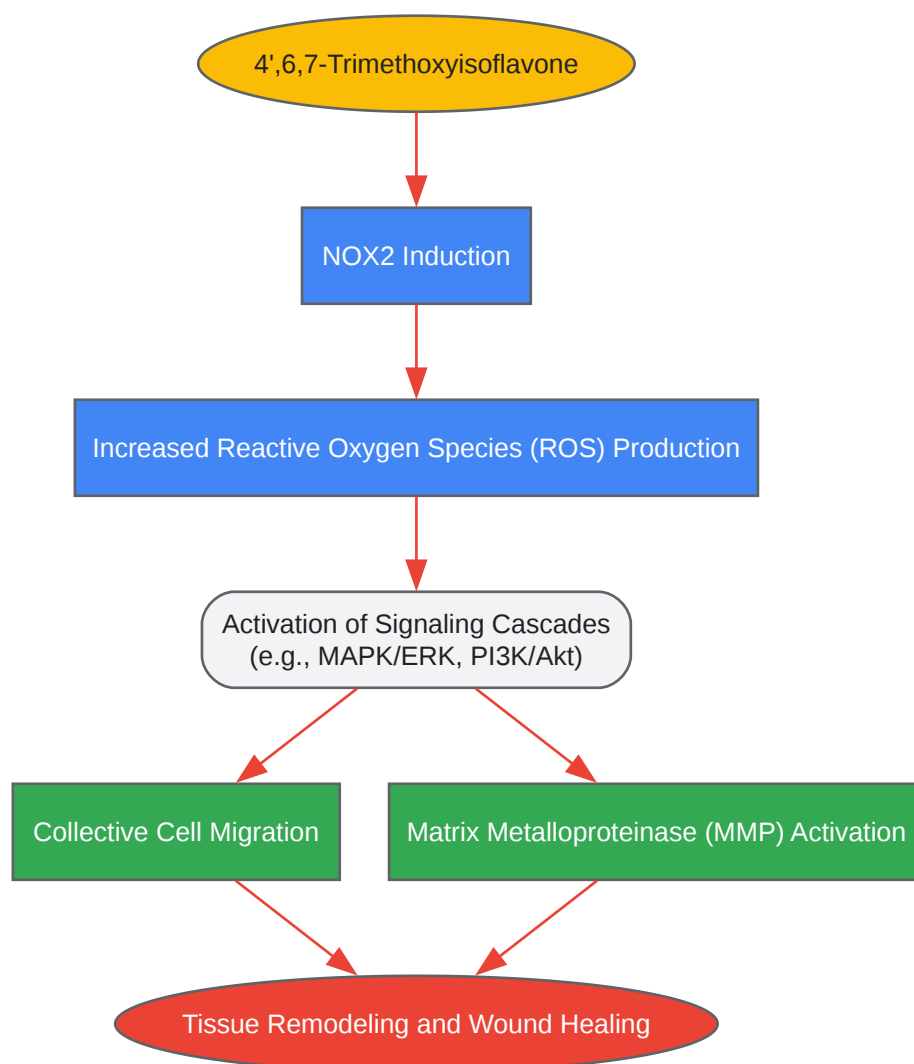 4',6,7-Trimethoxyisoflavone
NOX2 Induction
Increased Reactive Oxygen Species (ROS) Production
Activation of Signaling Cascades
(e.g., MAPK/ERK, PI3K/Akt)
Collective Cell Migration
Matrix Metalloproteinase (MMP) Activation
Tissue Remodeling and Wound Healing